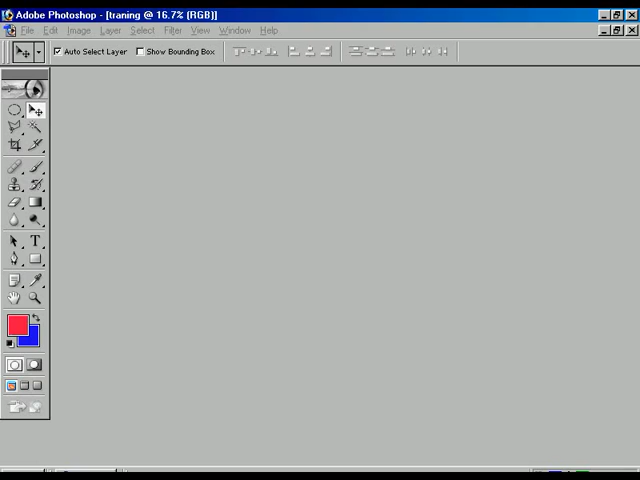 Adobe Photoshop - [traning @ 16.7% (RGB)]
File Edit Image Layer Select Filter View Window Help
Auto Select Layer Show Bounding Box
T